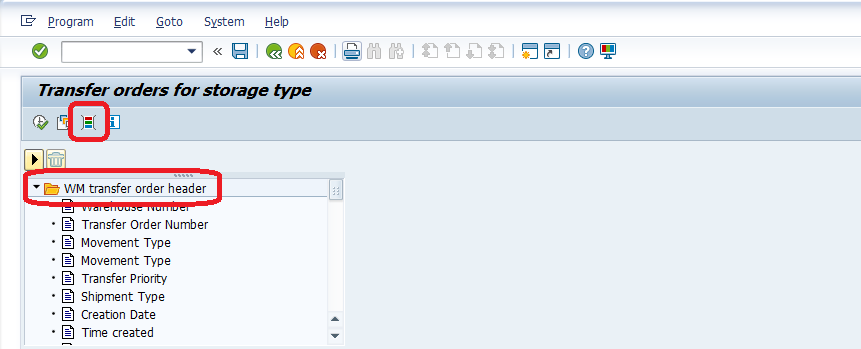 Program Edit Goto System Help
«
Transfer orders for storage type
WM transfer order header
Warehouse Number
Transfer Order Number
Movement Type
Movement Type
Transfer Priority
Shipment Type
Creation Date
Time created